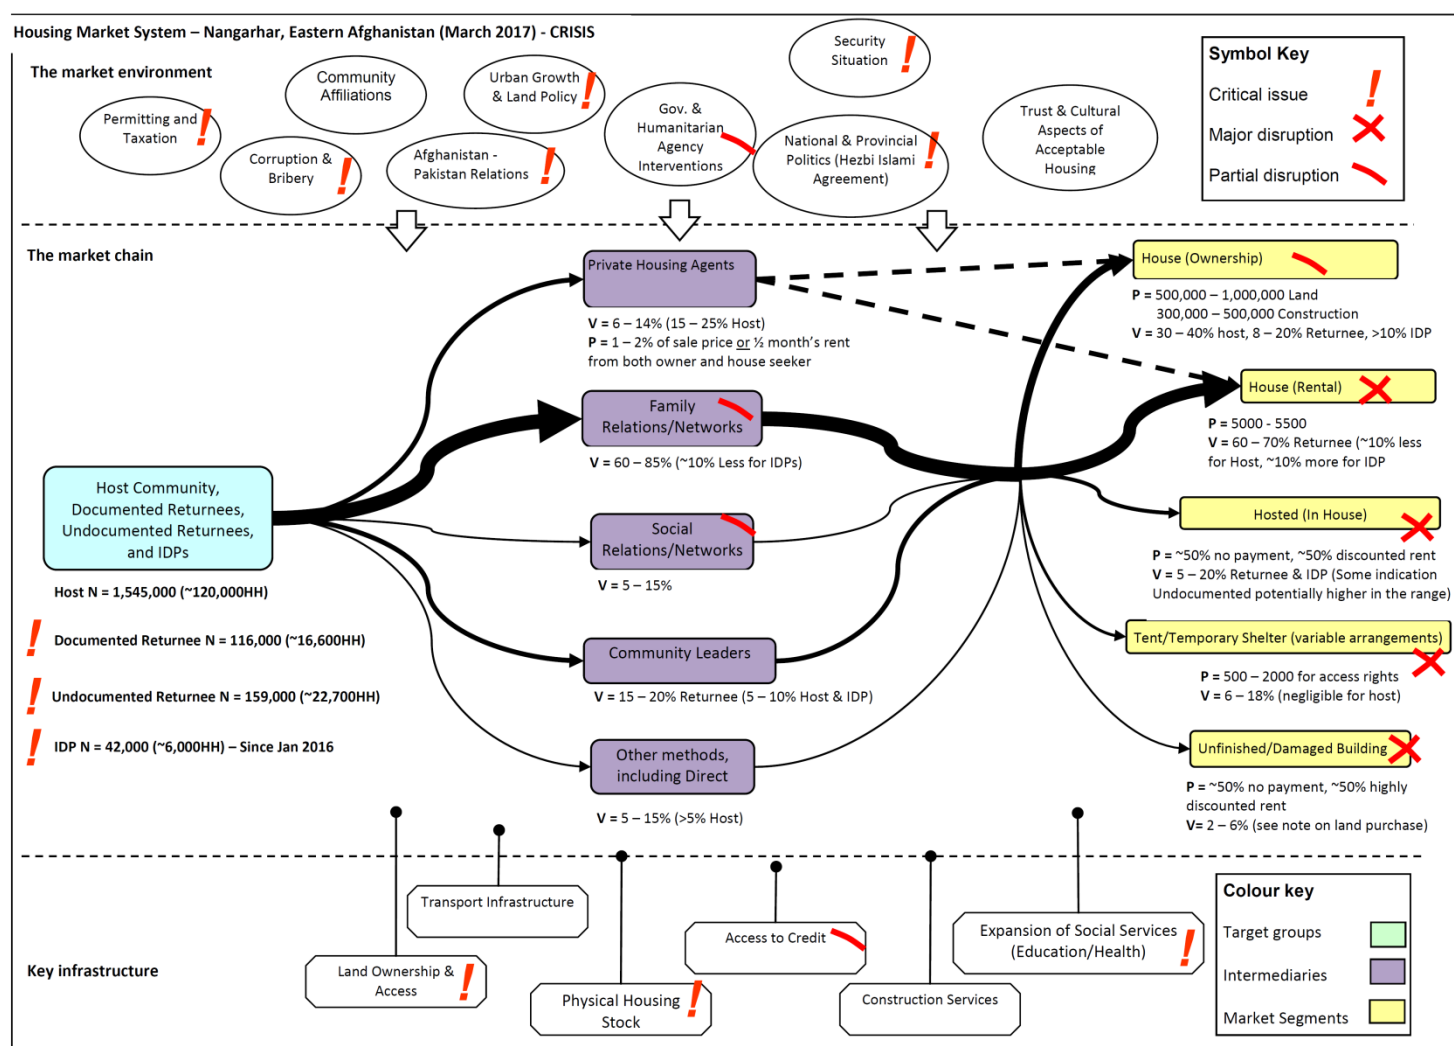 Housing Market System – Nangarhar, Eastern Afghanistan (March 2017) - CRISIS
The market environment
Permitting and
Taxation
Community
Affiliations
Corruption &
Bribery
Urban Growth
& Land Policy
Afghanistan -
Pakistan Relations
Gov. &
Humanitarian
Agency
Interventions
Security
Situation
National & Provincial
Politics (Hezbi Islami
Agreement)
Trust & Cultural
Aspects of
Acceptable
Housing
Symbol Key
Critical issue
Major disruption
Partial disruption
The market chain
Host Community,
Documented Returnees,
Undocumented Returnees,
and IDPs
Host N = 1,545,000 (~120,000HH)
Documented Returnee N = 116,000 (~16,600HH)
Undocumented Returnee N = 159,000 (~22,700HH)
IDP N = 42,000 (~6,000HH) – Since Jan 2016
Private Housing Agents
V = 6 – 14% (15 – 25% Host)
P = 1 – 2% of sale price or ½ month's rent
from both owner and house seeker
Family
Relations/Networks
V = 60 – 85% (~10% Less for IDPs)
Social
Relations/Networks
V = 5 – 15%
Community Leaders
V = 15 – 20% Returnee (5 – 10% Host & IDP)
Other methods,
including Direct
V = 5 – 15% (>5% Host)
House (Ownership)
P = 500,000 – 1,000,000 Land
300,000 – 500,000 Construction
V = 30 – 40% host, 8 – 20% Returnee, >10% IDP
House (Rental)
P = 5000 - 5500
V = 60 – 70% Returnee (~10% less
for Host, ~10% more for IDP
Hosted (In House)
P = ~50% no payment, ~50% discounted rent
V = 5 – 20% Returnee & IDP (Some indication
Undocumented potentially higher in the range)
Tent/Temporary Shelter (variable arrangements)
P = 500 – 2000 for access rights
V = 6 – 18% (negligible for host)
Unfinished/Damaged Building
P = ~50% no payment, ~50% highly
discounted rent
V= 2 – 6% (see note on land purchase)
Key infrastructure
Land Ownership &
Access
Transport Infrastructure
Physical Housing
Stock
Access to Credit
Construction Services
Expansion of Social Services
(Education/Health)
Colour key
Target groups
Intermediaries
Market Segments